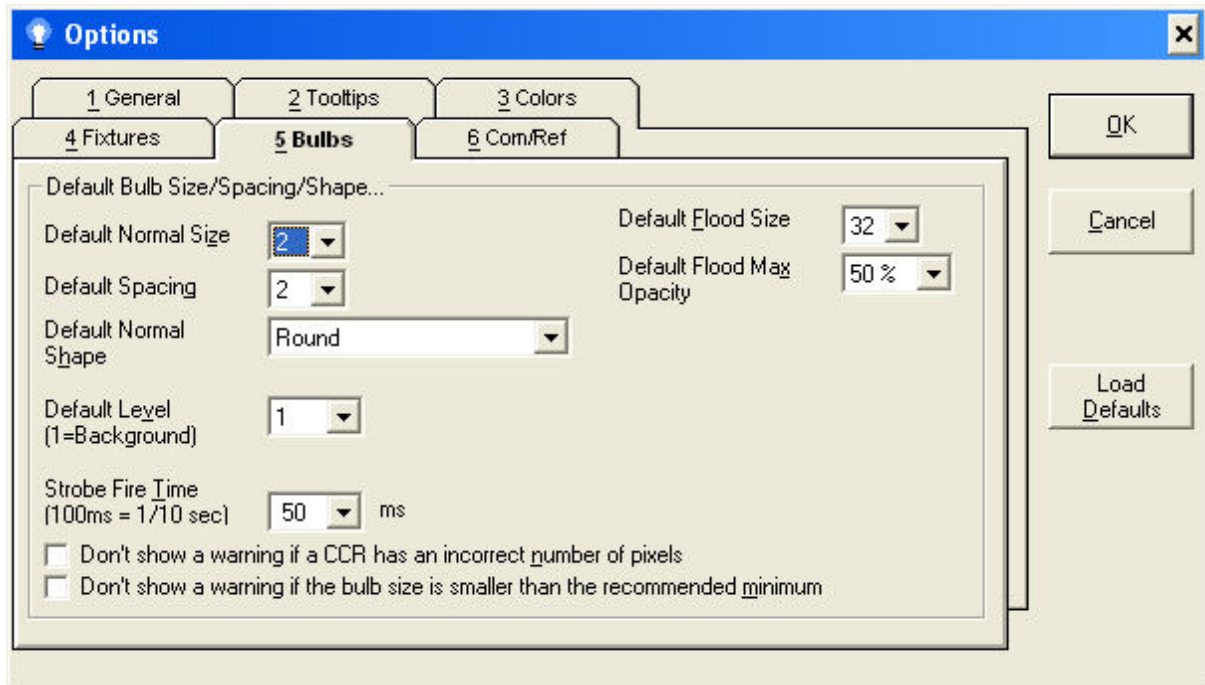 Options
1 General
2 Tooltips
3 Colors
4 Fixtures
5 Bulbs
6 Com/Ref
Default Bulb Size/Spacing/Shape...
Default Normal Size
2
Default Spacing
2
Default Normal
Shape
Round
Default Level
(1=Background)
1
Strobe Fire Time
(100ms = 1/10 sec)
50
ms
Default Flood Size
32
Default Flood Max
Opacity
50 %
Don't show a warning if a CCR has an incorrect number of pixels
Don't show a warning if the bulb size is smaller than the recommended minimum
OK
Cancel
Load
Defaults